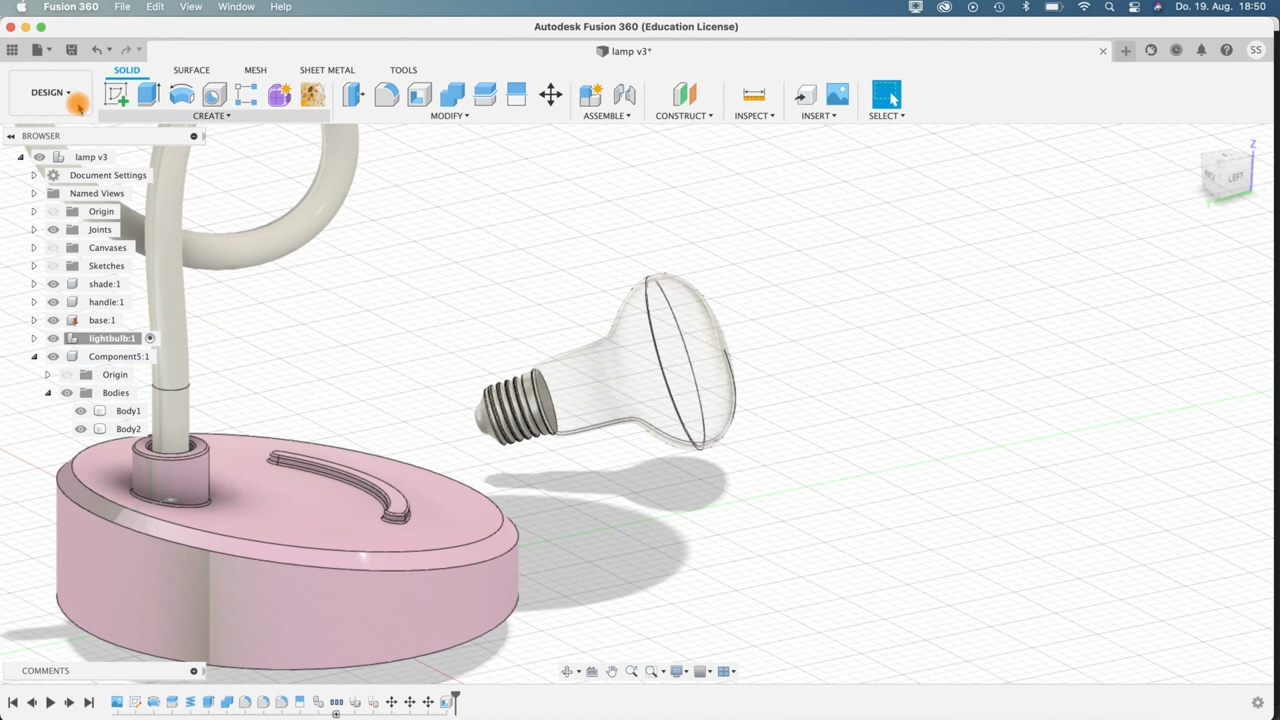 Fusion 360 File Edit View Window Help Do. 19. Aug. 18:50
Autodesk Fusion 360 (Education License)
lamp v3*
SS
SOLID SURFACE MESH SHEET METAL TOOLS
DESIGN
CREATE MODIFY ASSEMBLE CONSTRUCT INSPECT INSERT SELECT
BROWSER
lamp v3
Document Settings
Named Views
Origin
Joints
Canvases
Sketches
shade:1
handle:1
base:1
lightbulb:1
Component5:1
Origin
Bodies
Body1
Body2
Z
LEFT
Y
COMMENTS